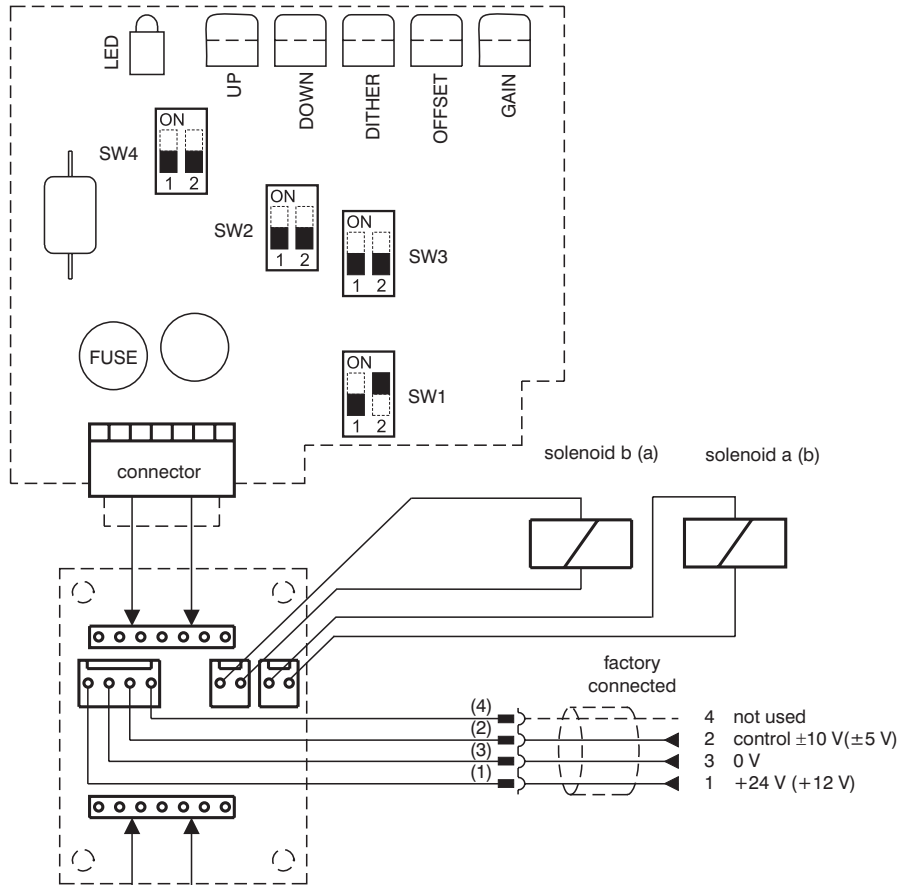 LED
UP
DOWN
DITHER
OFFSET
GAIN
SW4
ON
1 2
SW2
ON
1 2
ON
1 2
SW3
FUSE
ON
1 2
SW1
connector
solenoid b (a)
solenoid a (b)
factory
connected
(4)
4 not used
(2)
2 control ±10 V(±5 V)
(3)
3 0 V
(1)
1 +24 V (+12 V)